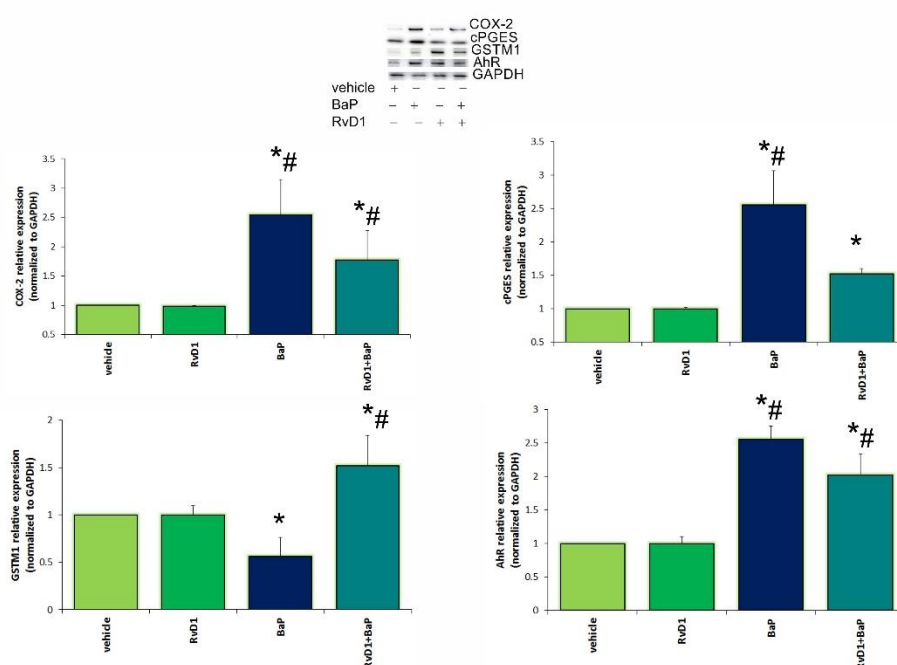 COX-2
cPGES
GSTM1
AhR
GAPDH
vehicle + − − −
BaP − + − +
RvD1 − − + +
COX-2 relative expression
(normalized to GAPDH)
3.5
3
2.5
2
1.5
1
0.5
*#
*#
vehicle
RvD1
BaP
RvD1+BaP
cPGES relative expression
(normalized to GAPDH)
3.5
3
2.5
2
1.5
1
0.5
*#
*
vehicle
RvD1
BaP
RvD1+BaP
GSTM1 relative expression
(normalized to GAPDH)
2
1.5
1
0.5
0
*
*#
vehicle
RvD1
BaP
RvD1+BaP
AhR relative expression
(normalized to GAPDH)
3
2.5
2
1.5
1
0.5
0
*#
*#
vehicle
RvD1
BaP
RvD1+BaP